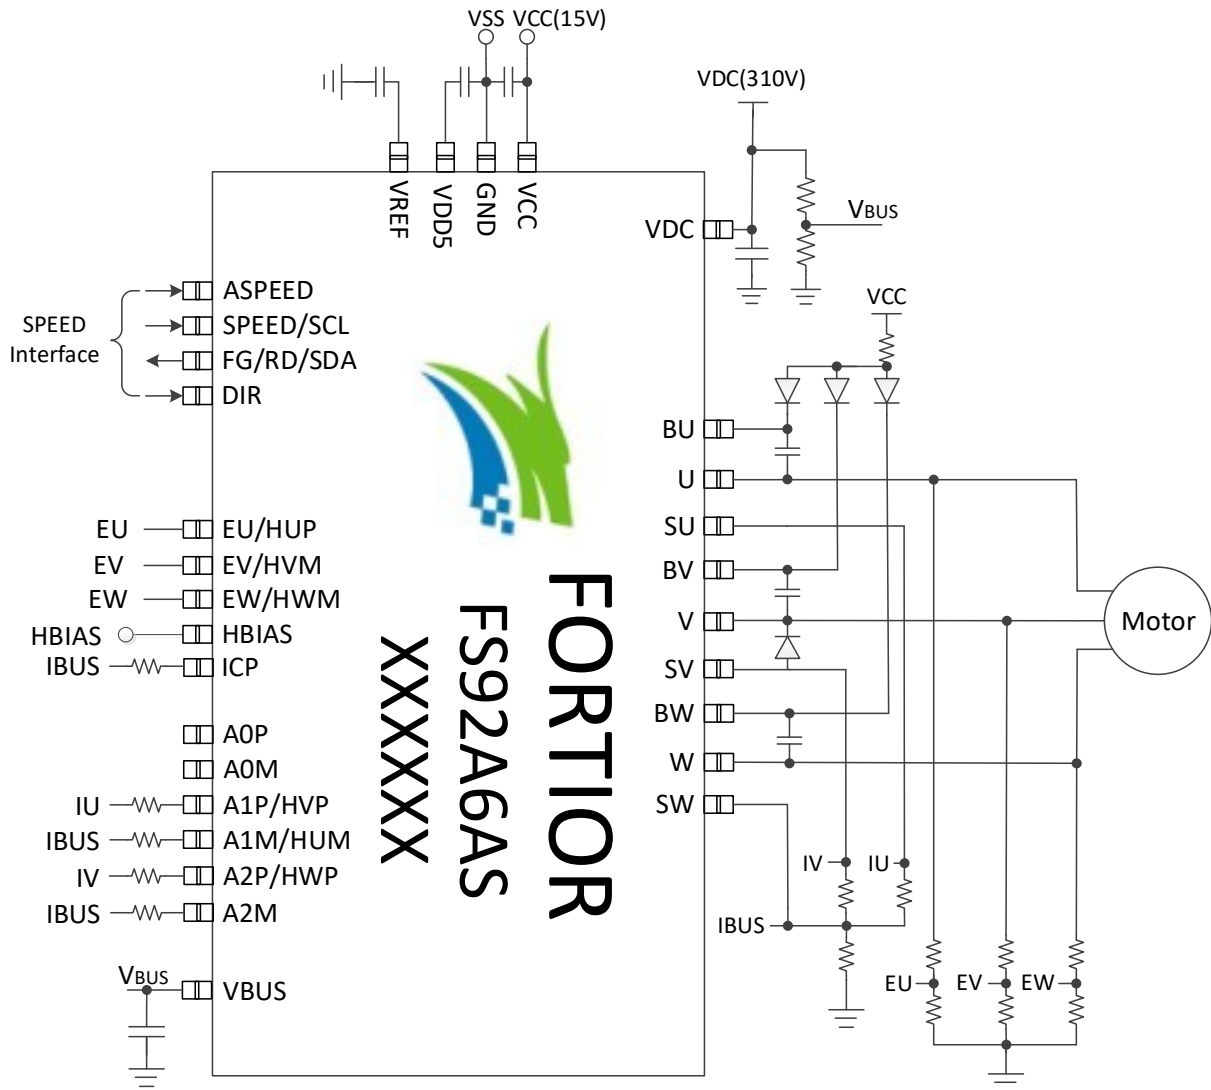 VSS VCC(15V)
VDC(310V)
VREF
VDD5
GND
VCC
VDC
VBUS
ASPEED
SPEED/SCL
FG/RD/SDA
DIR
SPEED
Interface
VCC
BU
U
SU
BV
V
SV
BW
W
SW
Motor
EU
EU/HUP
EV
EV/HVM
EW
EW/HWM
HBIAS
HBIAS
IBUS
ICP
A0P
A0M
IU
A1P/HVP
IBUS
A1M/HUM
IV
A2P/HWP
IBUS
A2M
VBUS
VBUS
FORTIOR
FS92A6AS
XXXXXXX
IV
IU
IBUS
EU
EV
EW